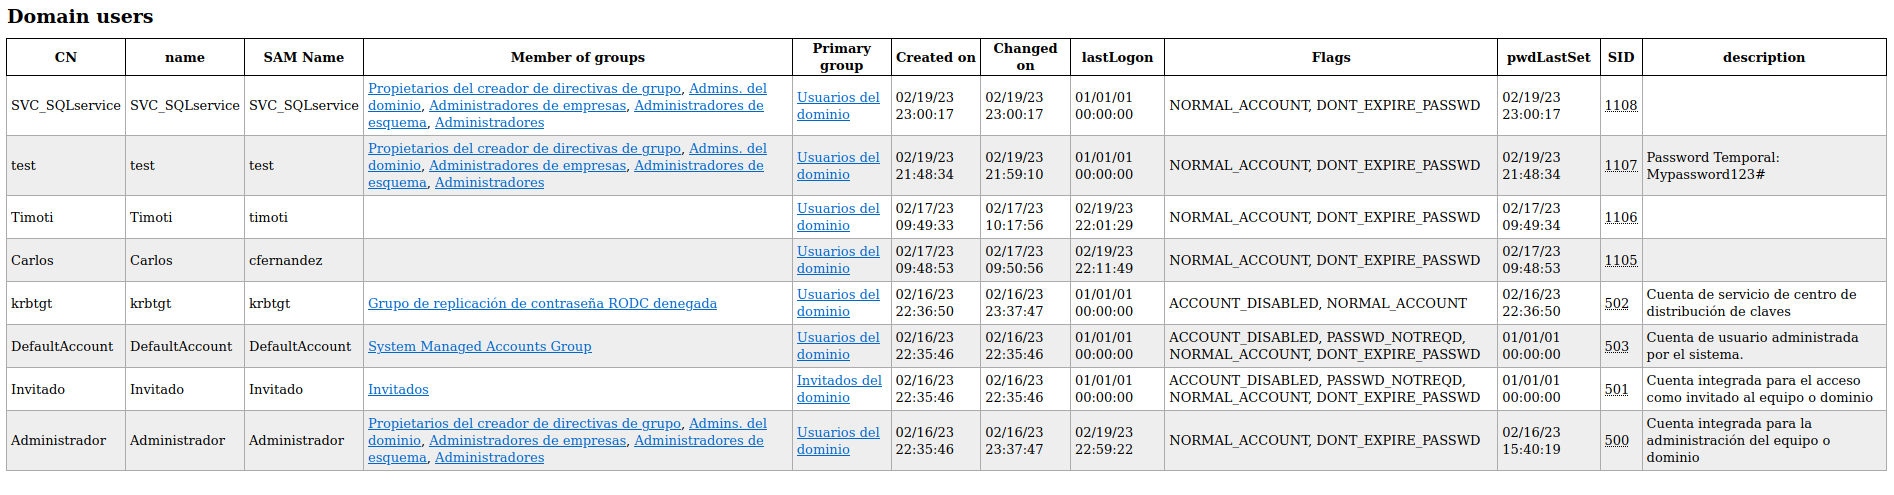 Domain users
CN name SAM Name Member of groups Primary group Created on Changed on lastLogon Flags pwdLastSet SID description
SVC_SQLservice SVC_SQLservice SVC_SQLservice Propietarios del creador de directivas de grupo, Admins. del dominio, Administradores de empresas, Administradores de esquema, Administradores Usuarios del dominio 02/19/23 23:00:17 02/19/23 23:00:17 01/01/01 00:00:00 NORMAL_ACCOUNT, DONT_EXPIRE_PASSWD 02/19/23 23:00:17 1108
test test test Propietarios del creador de directivas de grupo, Admins. del dominio, Administradores de empresas, Administradores de esquema, Administradores Usuarios del dominio 02/19/23 21:48:34 02/19/23 21:59:10 01/01/01 00:00:00 NORMAL_ACCOUNT, DONT_EXPIRE_PASSWD 02/19/23 21:48:34 1107 Password Temporal: Mypassword123#
Timoti Timoti timoti Usuarios del dominio 02/17/23 09:49:33 02/17/23 10:17:56 02/19/23 22:01:29 NORMAL_ACCOUNT, DONT_EXPIRE_PASSWD 02/17/23 09:49:34 1106
Carlos Carlos cfernandez Usuarios del dominio 02/17/23 09:48:53 02/17/23 09:50:56 02/19/23 22:11:49 NORMAL_ACCOUNT, DONT_EXPIRE_PASSWD 02/17/23 09:48:53 1105
krbtgt krbtgt krbtgt Grupo de replicación de contraseña RODC denegada Usuarios del dominio 02/16/23 22:36:50 02/16/23 23:37:47 01/01/01 00:00:00 ACCOUNT_DISABLED, NORMAL_ACCOUNT 02/16/23 22:36:50 502 Cuenta de servicio de centro de distribución de claves
DefaultAccount DefaultAccount DefaultAccount System Managed Accounts Group Usuarios del dominio 02/16/23 22:35:46 02/16/23 22:35:46 01/01/01 00:00:00 ACCOUNT_DISABLED, PASSWD_NOTREQD, NORMAL_ACCOUNT, DONT_EXPIRE_PASSWD 01/01/01 00:00:00 503 Cuenta de usuario administrada por el sistema.
Invitado Invitado Invitado Invitados Invitados del dominio 02/16/23 22:35:46 02/16/23 22:35:46 01/01/01 00:00:00 ACCOUNT_DISABLED, PASSWD_NOTREQD, NORMAL_ACCOUNT, DONT_EXPIRE_PASSWD 01/01/01 00:00:00 501 Cuenta integrada para el acceso como invitado al equipo o dominio
Administrador Administrador Administrador Propietarios del creador de directivas de grupo, Admins. del dominio, Administradores de empresas, Administradores de esquema, Administradores Usuarios del dominio 02/16/23 22:35:46 02/16/23 23:37:47 02/19/23 22:59:22 NORMAL_ACCOUNT, DONT_EXPIRE_PASSWD 02/16/23 15:40:19 500 Cuenta integrada para la administración del equipo o dominio